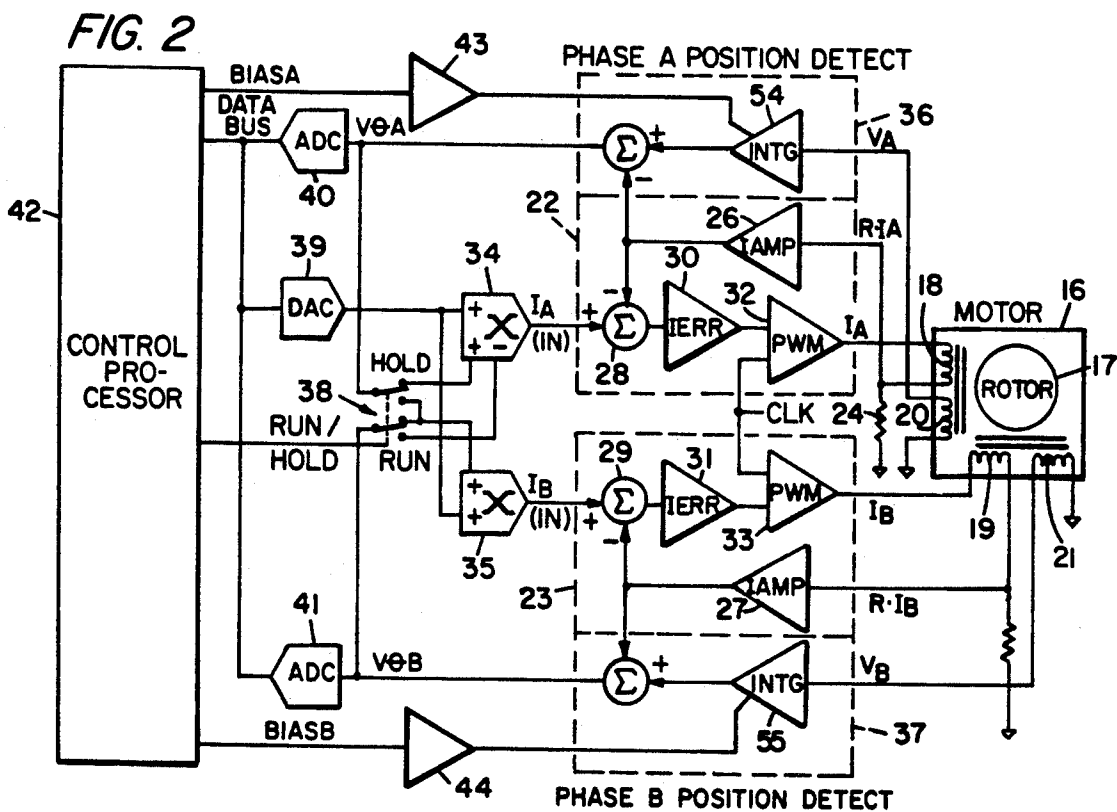 FIG. 2
PHASE A POSITION DETECT
43
BIASA
54
36
DATA
BUS
ADC
VθA
Σ
+
INTG
VA
40
-
42
22
26
IAMP
R·IA
39
34
30
32
16
DAC
+
+
-
X
IA
(IN)
+
-
Σ
28
IERR
PWM
IA
18
MOTOR
17
ROTOR
CONTROL
PRO-
CESSOR
HOLD
38
CLK
24
20
RUN/
HOLD
RUN
29
31
+
+
X
IB
(IN)
Σ
+
-
IERR
PWM
IB
19
21
35
33
23
IAMP
27
R·IB
41
ADC
VθB
Σ
+
INTG
VB
BIASB
55
37
44
PHASE B POSITION DETECT